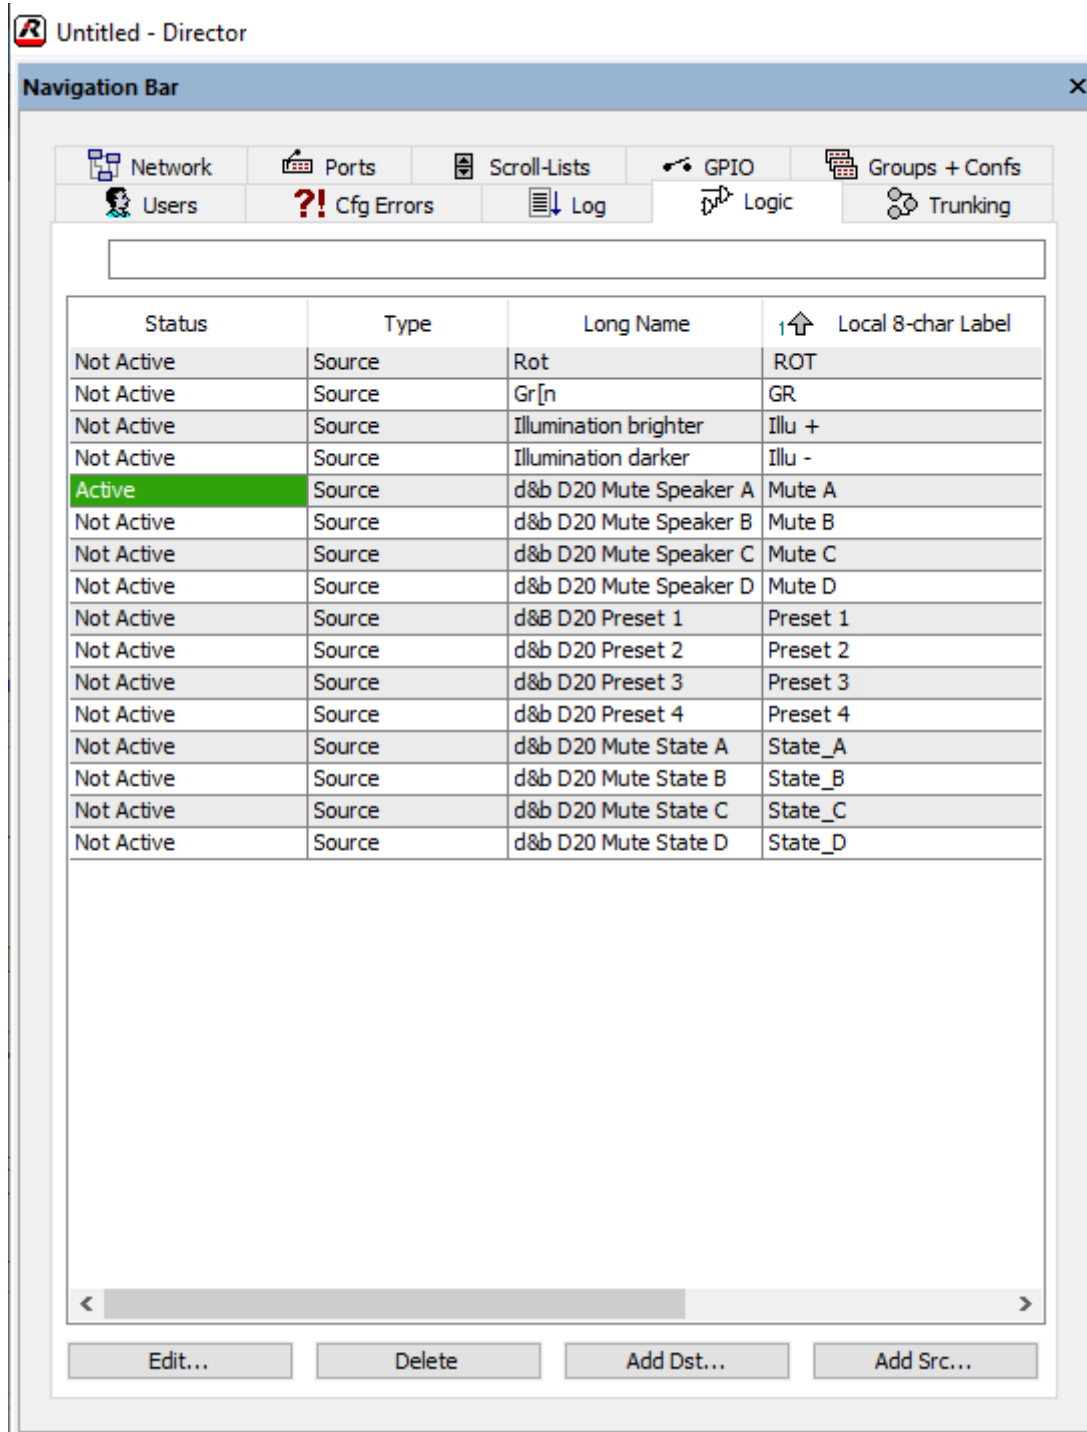 Untitled - Director
Navigation Bar
Network Ports Scroll-Lists GPIO Groups + Confs
Users ?! Cfg Errors Log Logic Trunking
Status Type Long Name 1 Local 8-char Label
Not Active Source Rot ROT
Not Active Source Gr[n GR
Not Active Source Illumination brighter Illu +
Not Active Source Illumination darker Illu -
Active Source d&b D20 Mute Speaker A Mute A
Not Active Source d&b D20 Mute Speaker B Mute B
Not Active Source d&b D20 Mute Speaker C Mute C
Not Active Source d&b D20 Mute Speaker D Mute D
Not Active Source d&B D20 Preset 1 Preset 1
Not Active Source d&b D20 Preset 2 Preset 2
Not Active Source d&b D20 Preset 3 Preset 3
Not Active Source d&b D20 Preset 4 Preset 4
Not Active Source d&b D20 Mute State A State_A
Not Active Source d&b D20 Mute State B State_B
Not Active Source d&b D20 Mute State C State_C
Not Active Source d&b D20 Mute State D State_D
Edit... Delete Add Dst... Add Src...